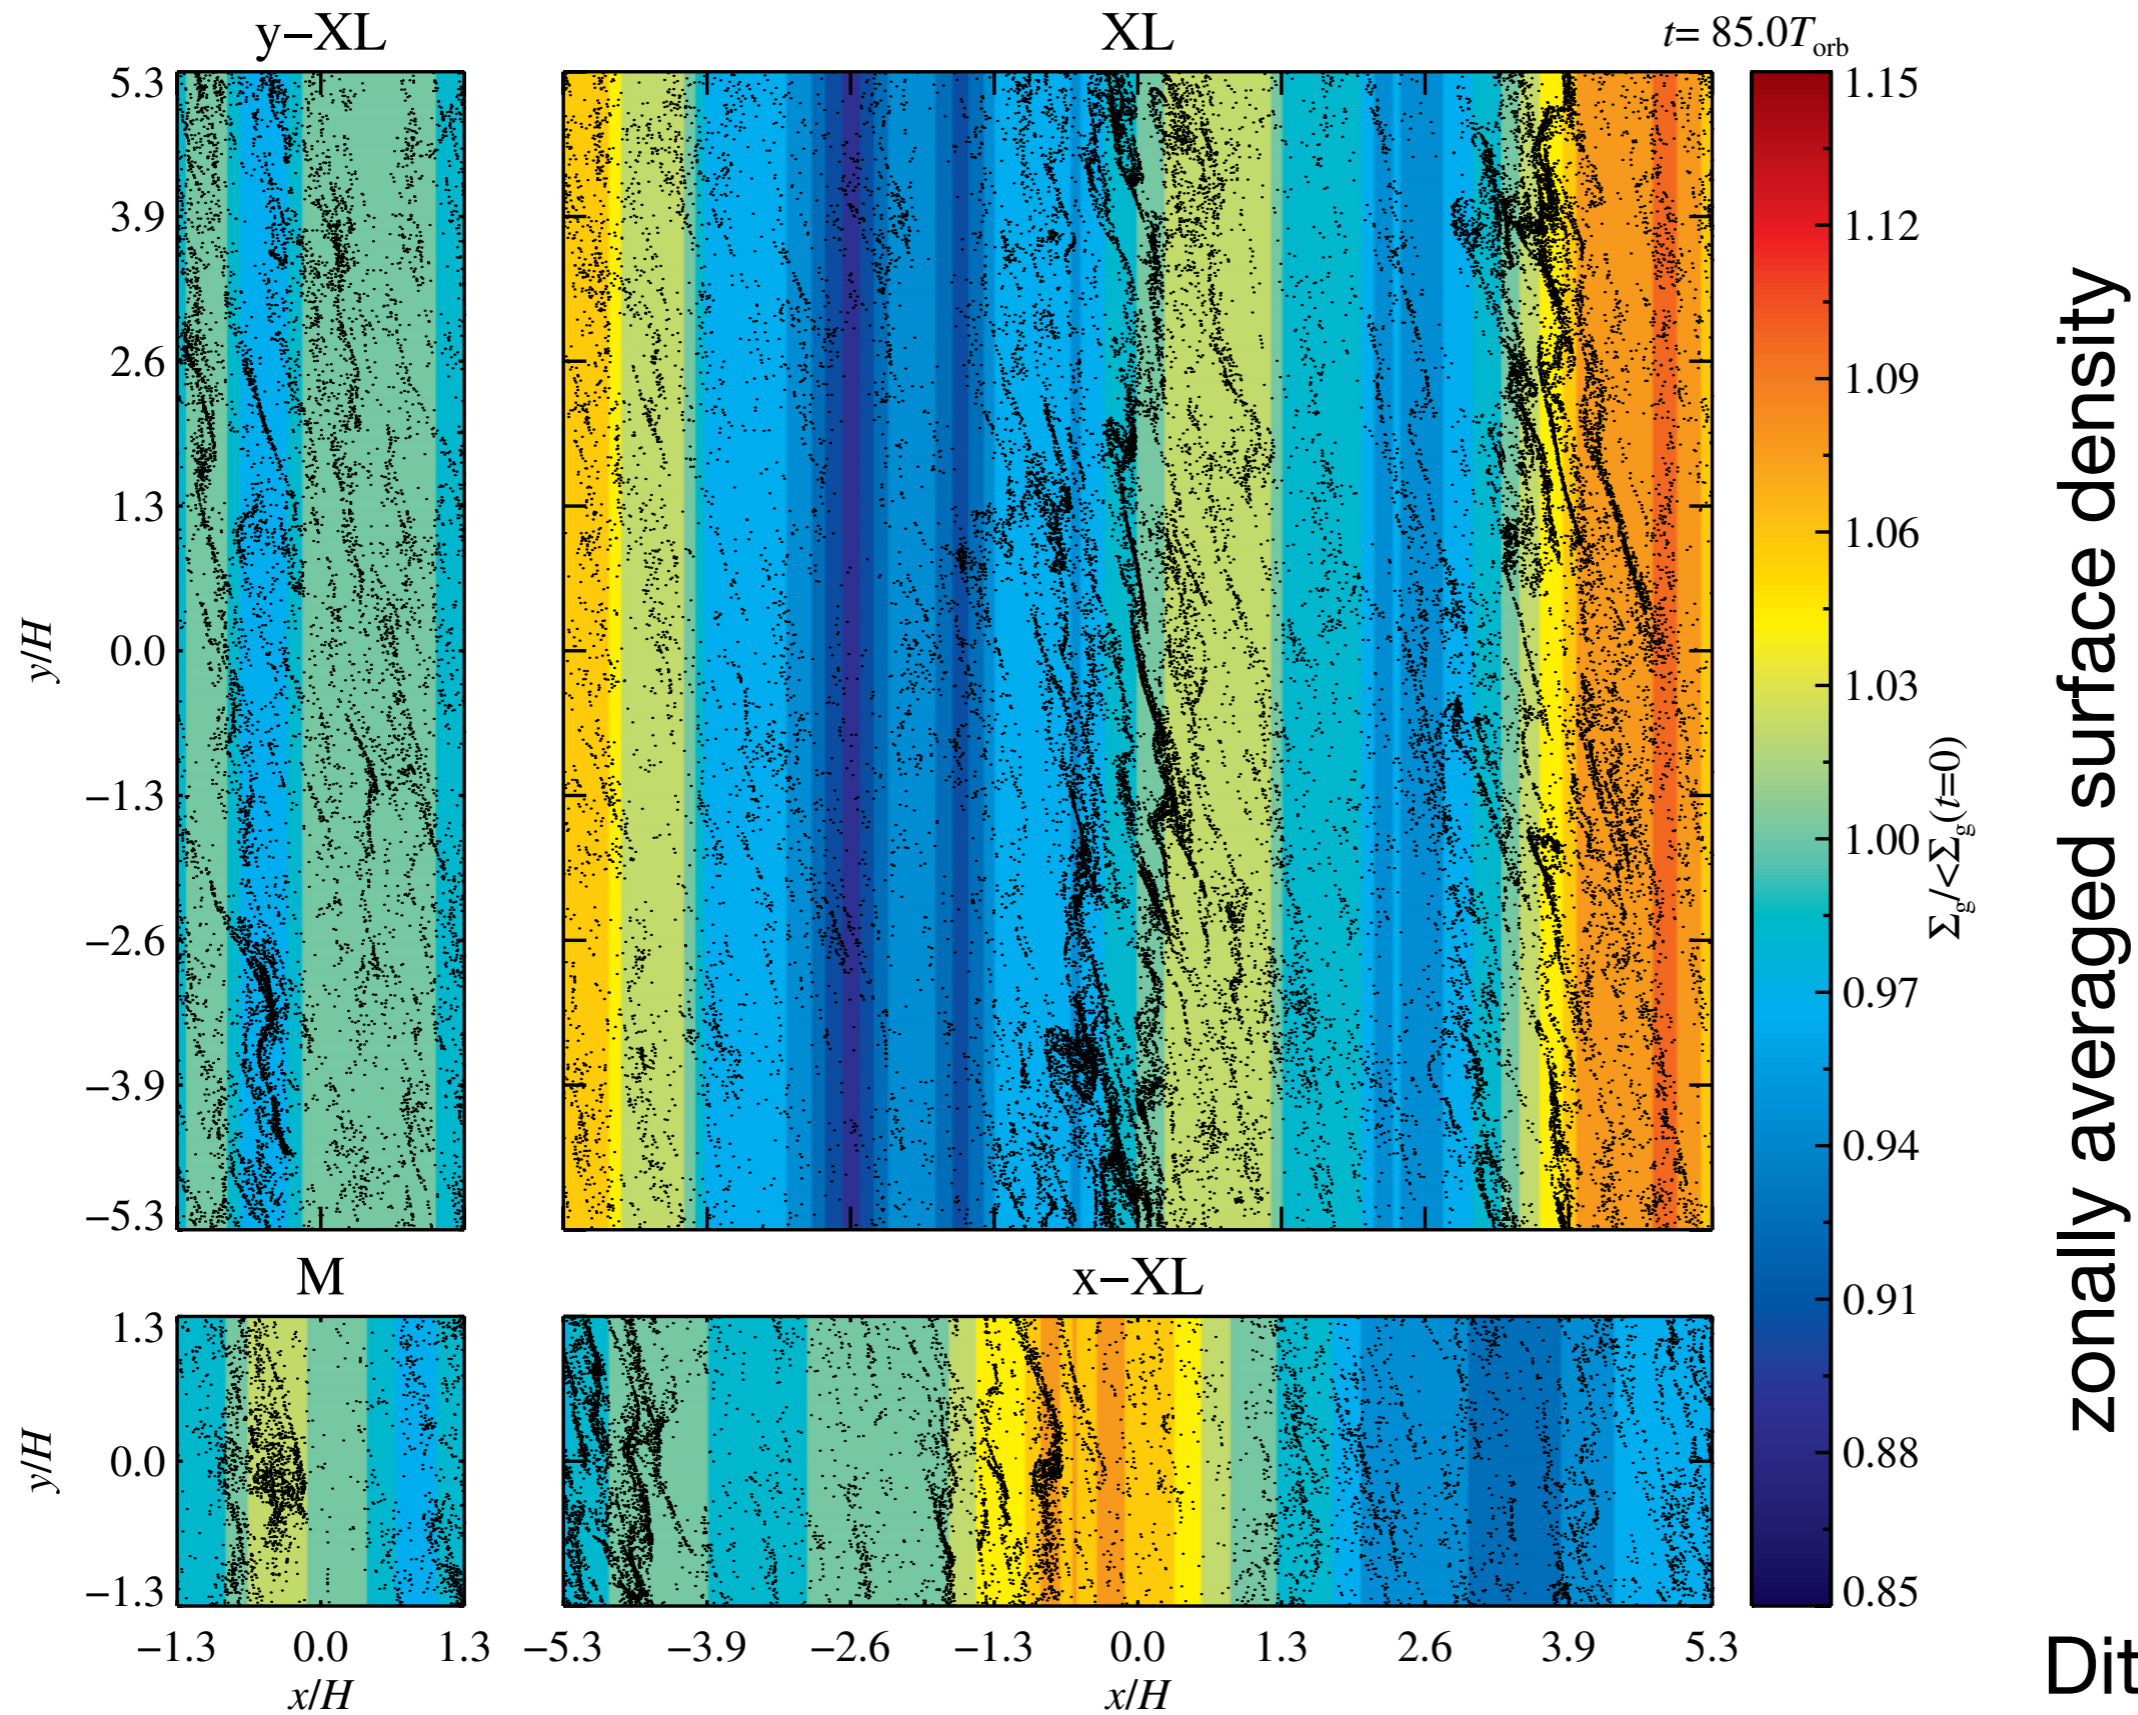 y−XL
XL
t= 85.0Torb
5.3
3.9
2.6
1.3
0.0
−1.3
−2.6
−3.9
−5.3
y/H
M
x−XL
1.3
0.0
−1.3
y/H
−1.3 0.0 1.3
x/H
−5.3 −3.9 −2.6 −1.3 0.0 1.3 2.6 3.9 5.3
x/H
1.15
1.12
1.09
1.06
1.03
1.00
0.97
0.94
0.91
0.88
0.85
Σg/<Σg(t=0)
zonally averaged surface density
Dit